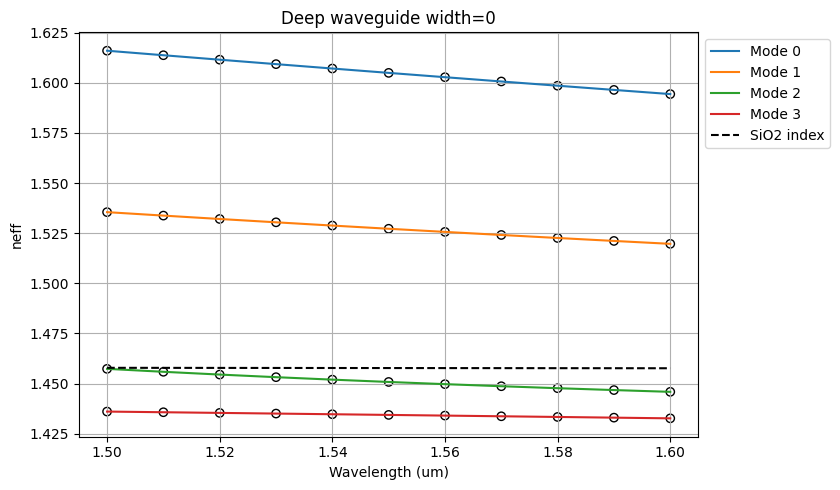 Deep waveguide width=0
1.625
1.600
1.575
1.550
1.525
1.500
1.475
1.450
1.425
neff
1.50 1.52 1.54 1.56 1.58 1.60
Wavelength (um)
Mode 0
Mode 1
Mode 2
Mode 3
SiO2 index